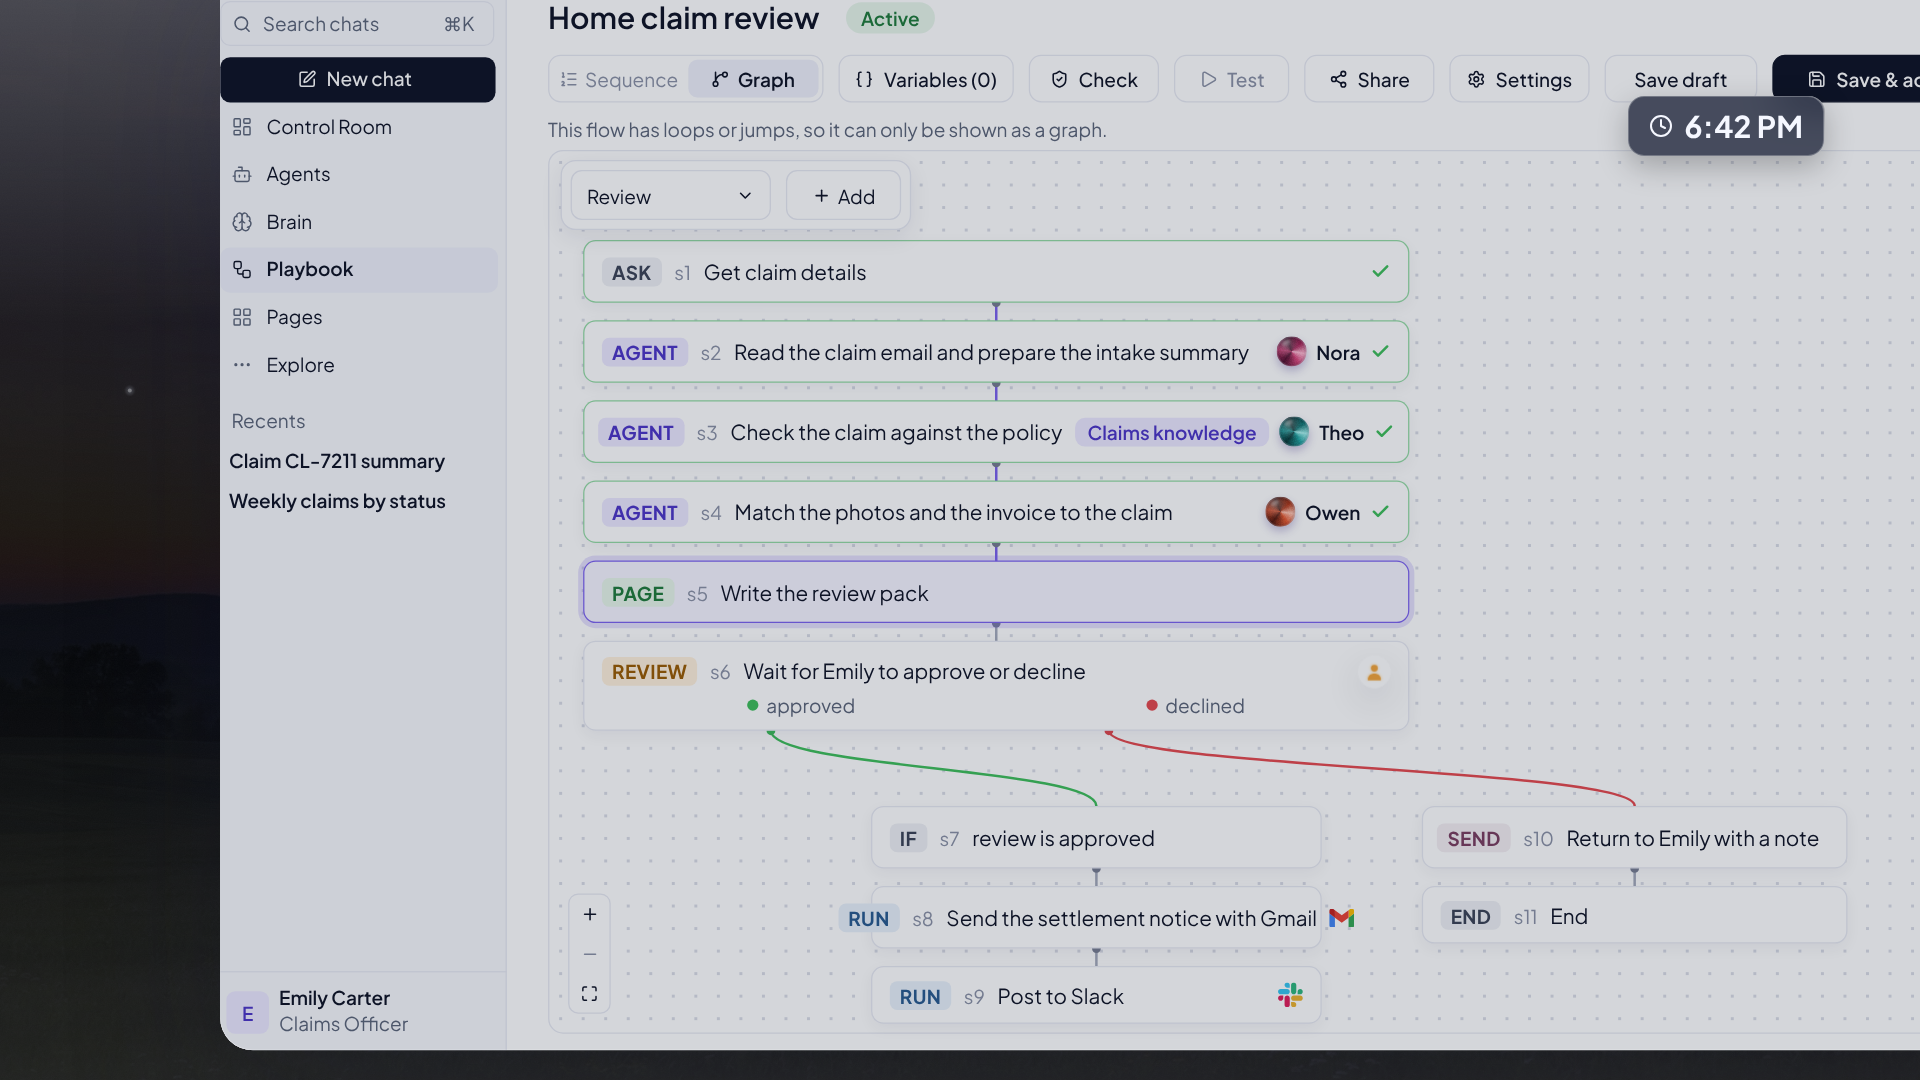 Search chats ⌘K
New chat
Control Room
Agents
Brain
Playbook
Pages
Explore
Recents
Claim CL-7211 summary
Weekly claims by status
E
Emily Carter
Claims Officer
Home claim review
Active
Sequence
Graph
{ } Variables (0)
Check
Test
Share
Settings
Save draft
Save &
6:42 PM
This flow has loops or jumps, so it can only be shown as a graph.
Review
+ Add
ASK s1 Get claim details
AGENT s2 Read the claim email and prepare the intake summary Nora
AGENT s3 Check the claim against the policy Claims knowledge Theo
AGENT s4 Match the photos and the invoice to the claim Owen
PAGE s5 Write the review pack
REVIEW s6 Wait for Emily to approve or decline
approved
declined
IF s7 review is approved
RUN s8 Send the settlement notice with Gmail
RUN s9 Post to Slack
SEND s10 Return to Emily with a note
END s11 End